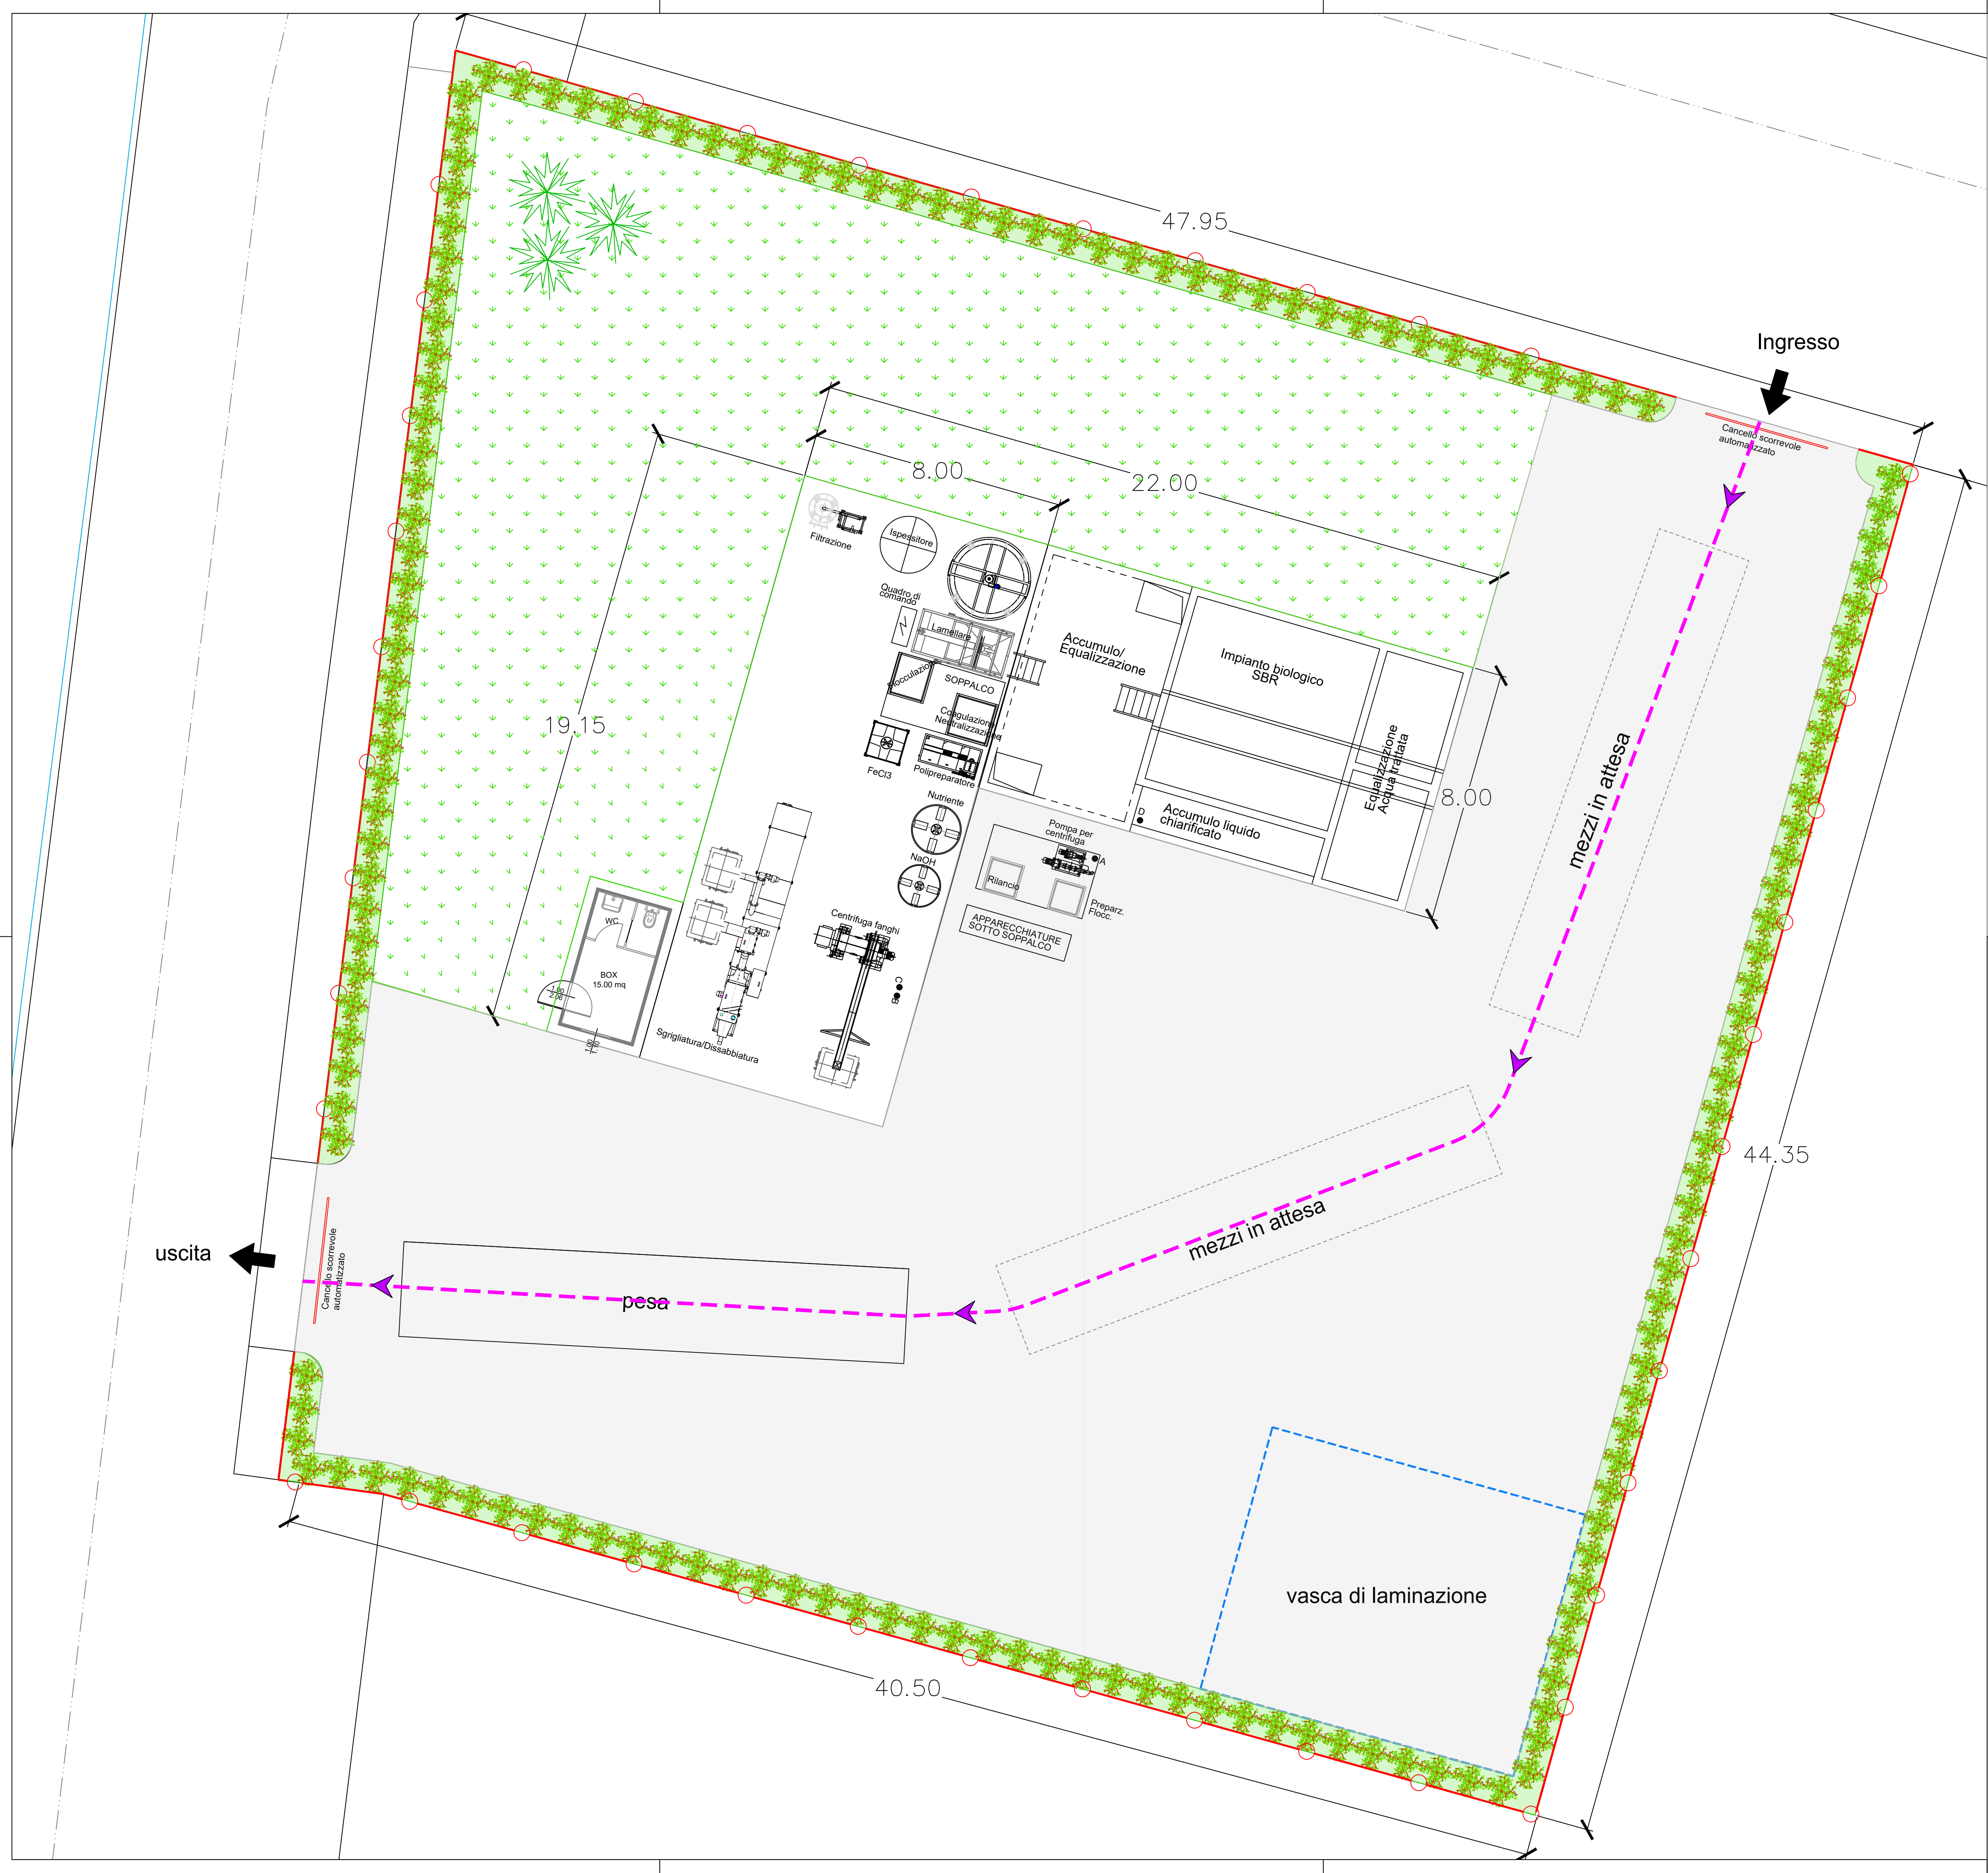 47.95
Ingresso
Cancello scorrevole
automatizzato
8.00
22.00
Filtrazione
Ispessitore
Quadro di
comando
Lamellare
Flocculazione
SOPPALCO
Coagulazione
Neutralizzazione
FeCl3
Polipreparatore
Nutriente
NaOH
Accumulo/
Equalizzazione
Impianto biologico
SBR
Equalizzazione
Acqua trattata
Accumulo liquido
chiarificato
D
8.00
19.15
mezzi in attesa
Pompa per
centrifuga
A
Rilancio
Preparz.
Flocc.
APPARECCHIATURE
SOTTO SOPPALCO
Centrifuga fanghi
C
B
WC
BOX
15.00 mq
Sgrigliatura/Dissabbiatura
44.35
mezzi in attesa
uscita
Cancello scorrevole
automatizzato
pesa
vasca di laminazione
40.50